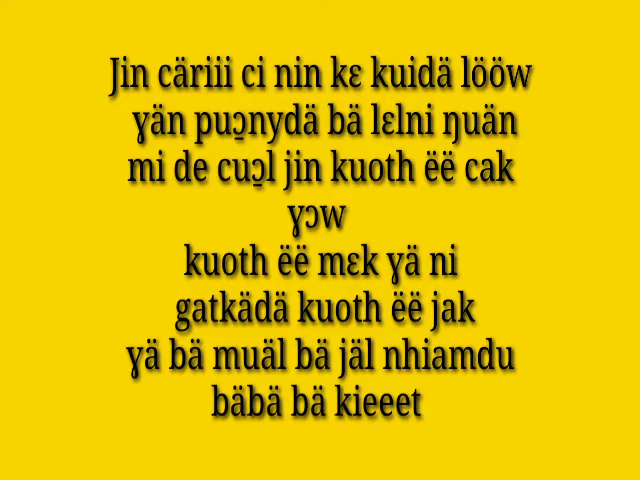 Jin cäriii ci nin kɛ kuidä lööw
ɣän puɔ̱nydä bä lɛlni ŋuän
mi de cuɔ̱l jin kuoth ëë cak
ɣɔw
kuoth ëë mɛk ɣä ni
gatkädä kuoth ëë jak
ɣä bä muäl bä jäl nhiamdu
bäbä bä kieeet